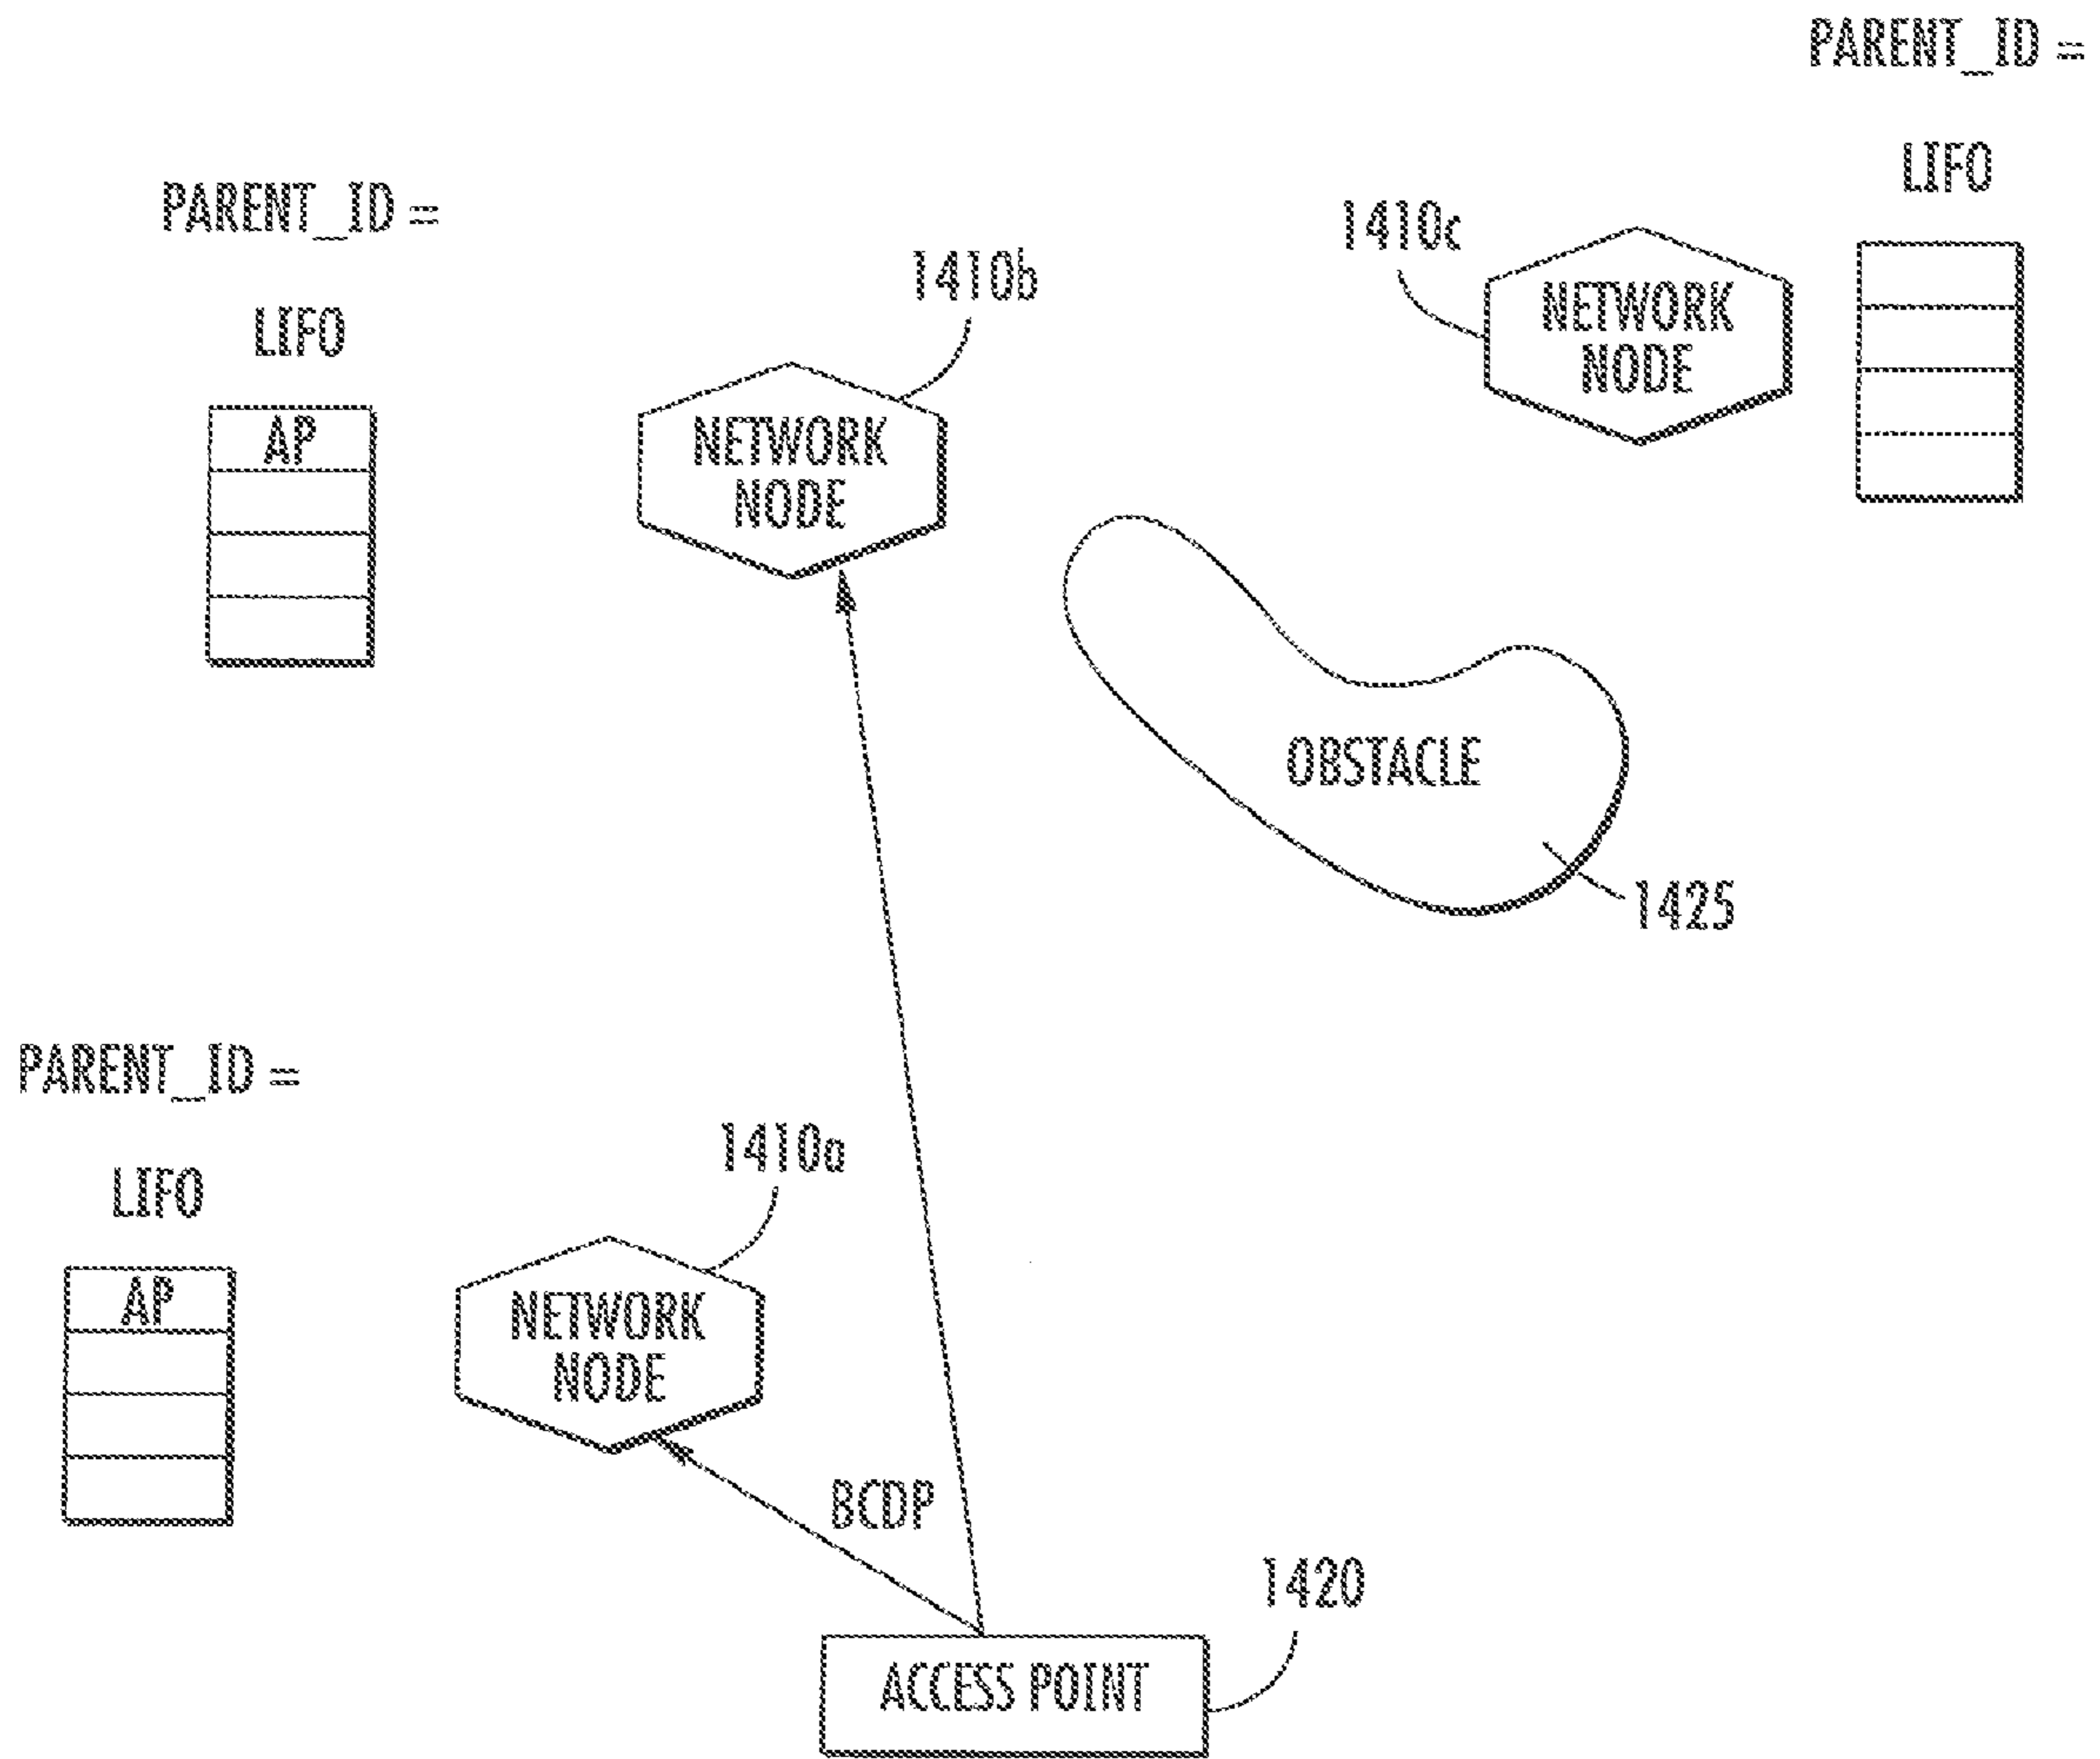 PARENT_ID =
LIFO
PARENT_ID =
LIFO
AP
1410b
NETWORK
NODE
1410c
NETWORK
NODE
OBSTACLE
1425
PARENT_ID =
LIFO
AP
1410a
NETWORK
NODE
BCDP
1420
ACCESS POINT